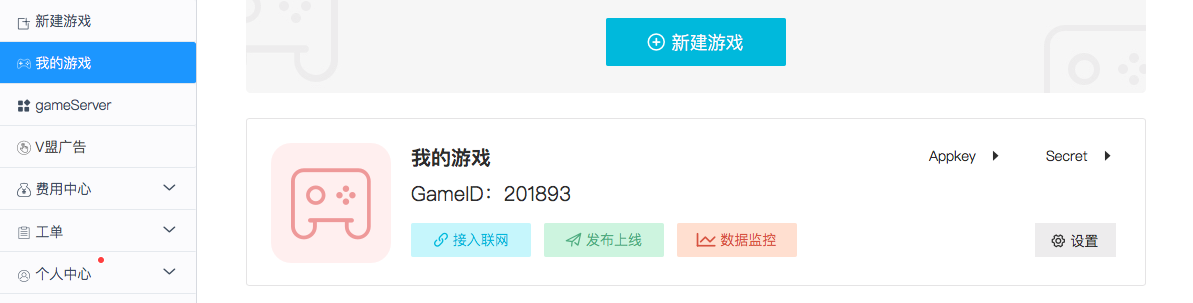 新建游戏
我的游戏
gameServer
V盟广告
费用中心
工单
个人中心
新建游戏
我的游戏
Appkey
Secret
GameID：201893
接入联网
发布上线
数据监控
设置